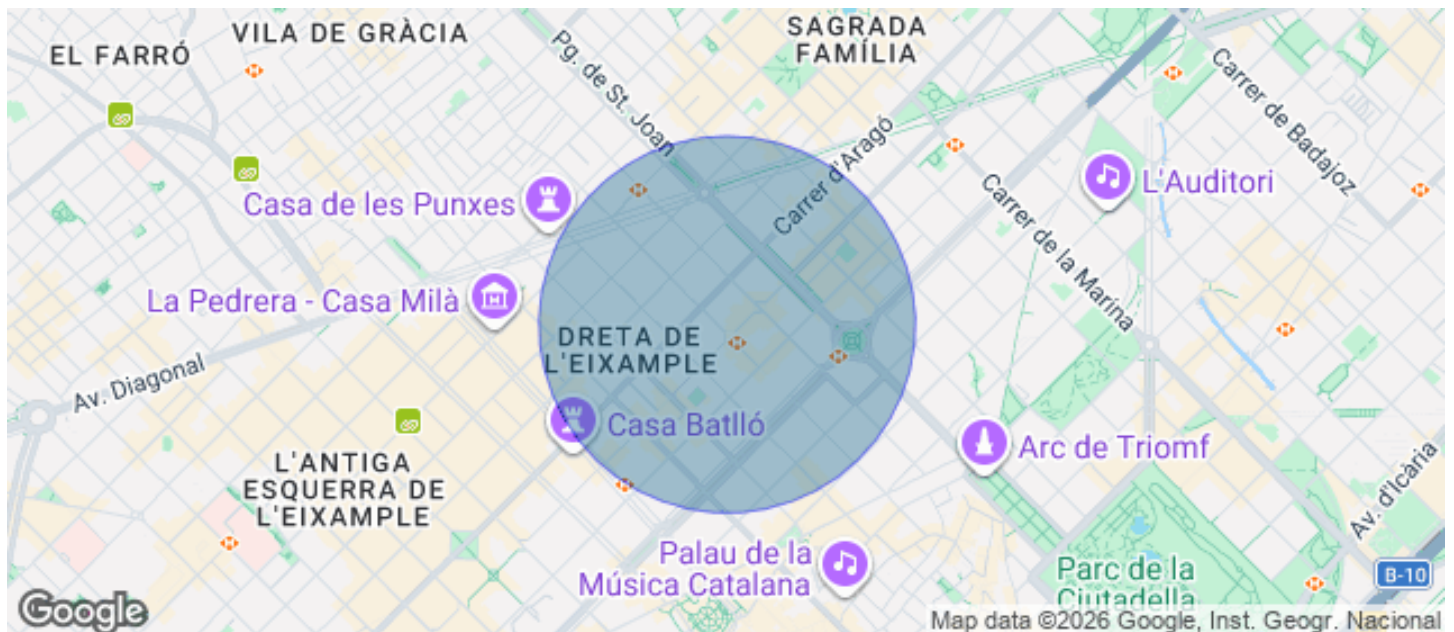 VILA DE GRÀCIA
EL FARRÓ
SAGRADA
FAMÍLIA
Pg. de St. Joan
Carrer de Badajoz
Carrer d'Aragó
L'Auditori
Casa de les Punxes
Carrer de la Marina
La Pedrera - Casa Milà
DRETA DE
L'EIXAMPLE
Av. Diagonal
Casa Batlló
Arc de Triomf
L'ANTIGA
ESQUERRA DE
L'EIXAMPLE
Av. d'Icària
Palau de la
Música Catalana
Parc de la
Ciutadella
B-10
Google
Map data ©2026 Google, Inst. Geogr. Nacional